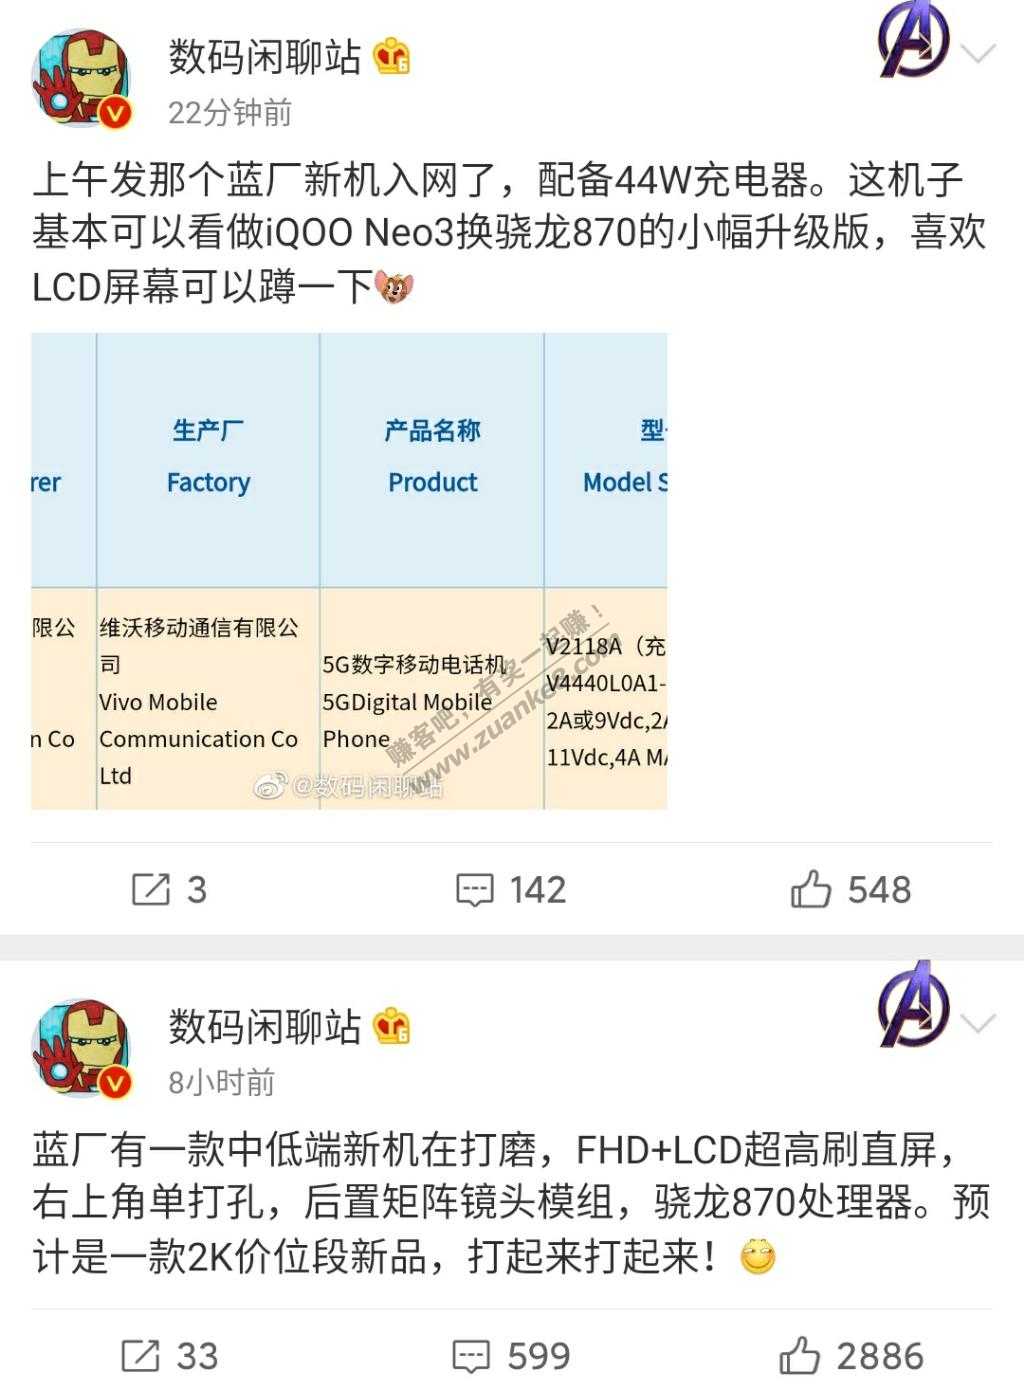 数码闲聊站
22分钟前
上午发那个蓝厂新机入网了，配备44W充电器。这机子
基本可以看做iQOO Neo3换骁龙870的小幅升级版，喜欢
LCD屏幕可以蹲一下
rer
生产厂
Factory
产品名称
Product
型
Model S
限公
n Co
维沃移动通信有限公
司
Vivo Mobile
Communication Co
Ltd
5G数字移动电话机
5GDigital Mobile
Phone
V2118A（充
V4440L0A1-
2A或9Vdc,2A
11Vdc,4A MA
赚客吧，有奖一起赚！
www.zuanke8.com
@数码闲聊站
3
142
548
数码闲聊站
8小时前
蓝厂有一款中低端新机在打磨，FHD+LCD超高刷直屏，
右上角单打孔，后置矩阵镜头模组，骁龙870处理器。预
计是一款2K价位段新品，打起来打起来！
33
599
2886